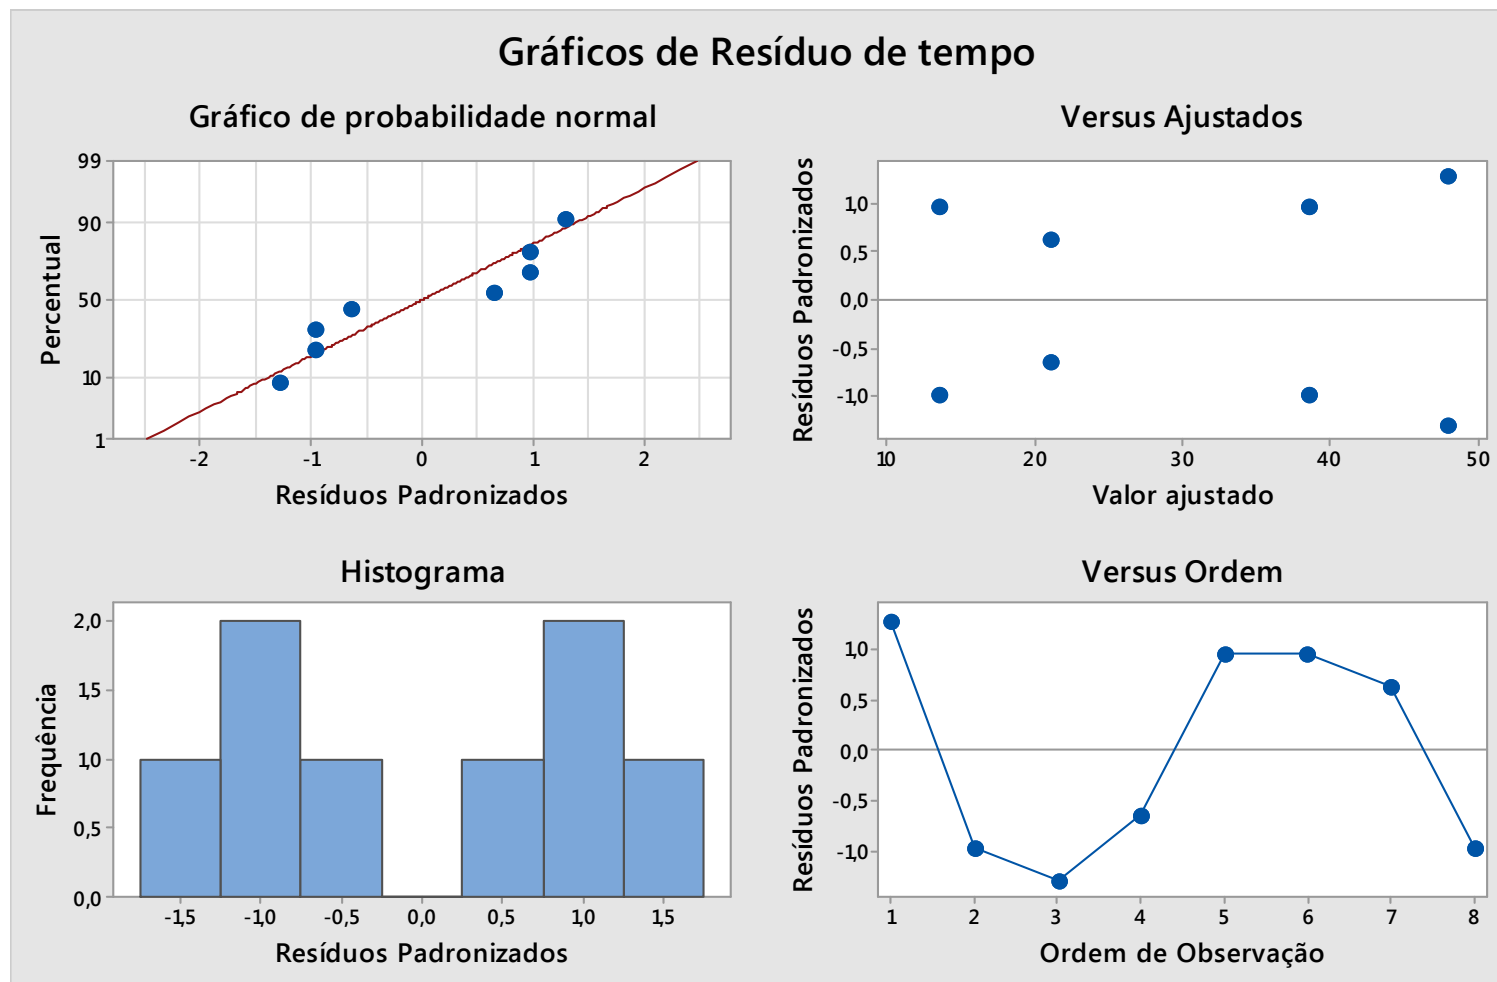 Gráficos de Resíduo de tempo
Gráfico de probabilidade normal
99
90
50
10
1
Percentual
-2 -1 0 1 2
Resíduos Padronizados
Versus Ajustados
1,0
0,5
0,0
-0,5
-1,0
Resíduos Padronizados
10 20 30 40 50
Valor ajustado
Histograma
2,0
1,5
1,0
0,5
0,0
Frequência
-1,5 -1,0 -0,5 0,0 0,5 1,0 1,5
Resíduos Padronizados
Versus Ordem
1,0
0,5
0,0
-0,5
-1,0
Resíduos Padronizados
1 2 3 4 5 6 7 8
Ordem de Observação